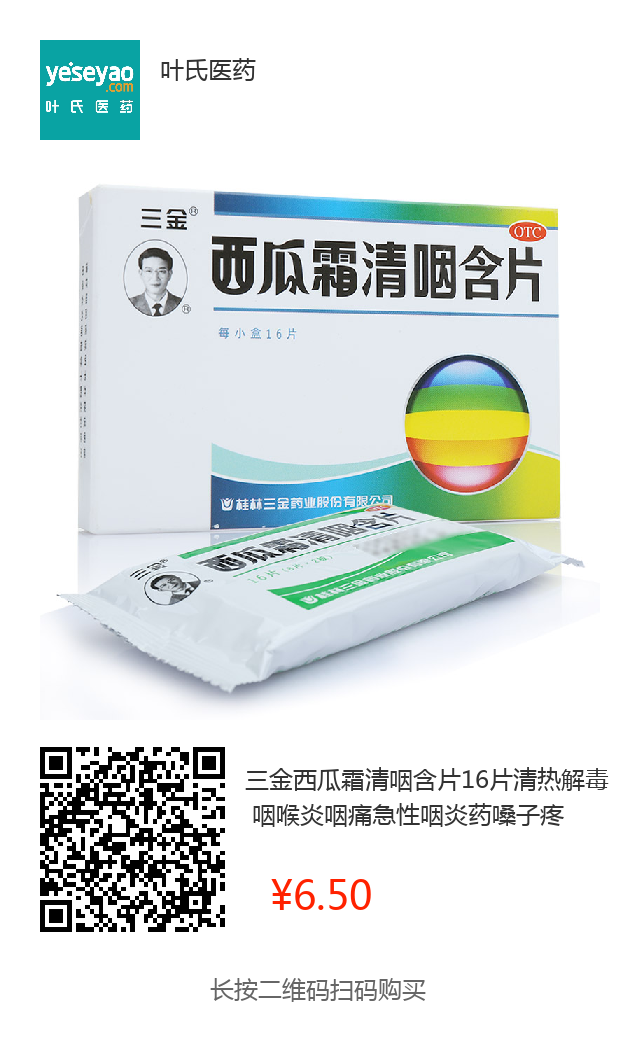 yeseyao
.com
叶氏医药
叶氏医药
三金®
OTC
西瓜霜清咽含片
®
每小盒16片
桂林三金药业股份有限公司
三金®
西瓜霜清咽含片
16片
三金西瓜霜清咽含片16片清热解毒
咽喉炎咽痛急性咽炎药嗓子疼
¥6.50
长按二维码扫码购买